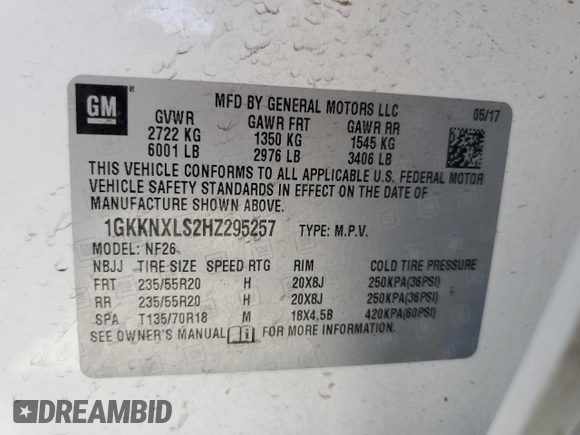 GM
MFD BY GENERAL MOTORS LLC
05/17
GVWR GAWR FRT GAWR RR
2722 KG 1350 KG 1545 KG
6001 LB 2976 LB 3406 LB
THIS VEHICLE CONFORMS TO ALL APPLICABLE U.S. FEDERAL MOTOR
VEHICLE SAFETY STANDARDS IN EFFECT ON THE DATE OF
MANUFACTURE SHOWN ABOVE.
1GKKNXLS2HZ295257 TYPE: M.P.V.
MODEL: NF26
NBJJ TIRE SIZE SPEED RTG RIM COLD TIRE PRESSURE
FRT 235/55R20 H 20X8J 250KPA(36PSI)
RR 235/55R20 H 20X8J 250KPA(36PSI)
SPA T135/70R18 M 18X4.5B 420KPA(60PSI)
SEE OWNER'S MANUAL FOR MORE INFORMATION.
DREAMBID